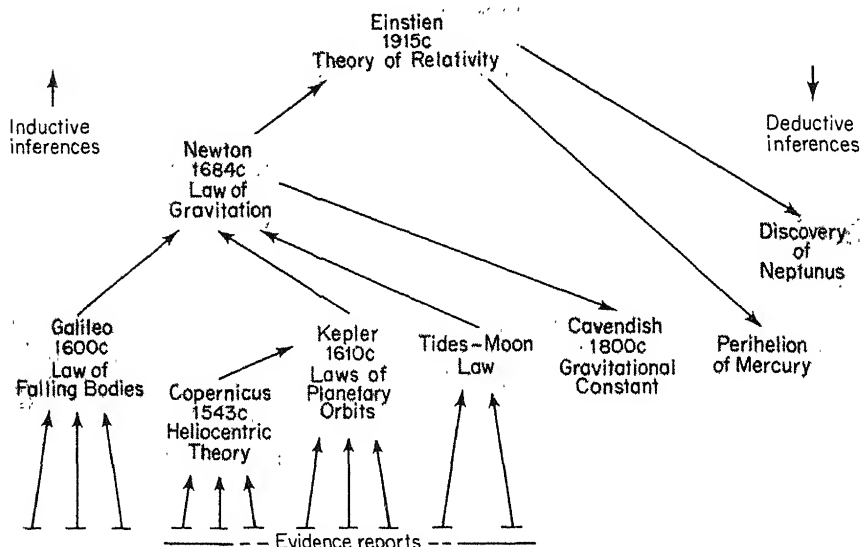 Einstien
1915c
Theory of Relativity
Inductive
inferences
Deductive
inferences
Newton
1684c
Law of
Gravitation
Discovery
of
Neptunus
Galileo
1600c
Law of
Falling Bodies
Copernicus
1543c
Heliocentric
Theory
Kepler
1610c
Laws of
Planetary
Orbits
Tides-Moon
Law
Cavendish
1800c
Gravitational
Constant
Perihelion
of Mercury
Evidence reports